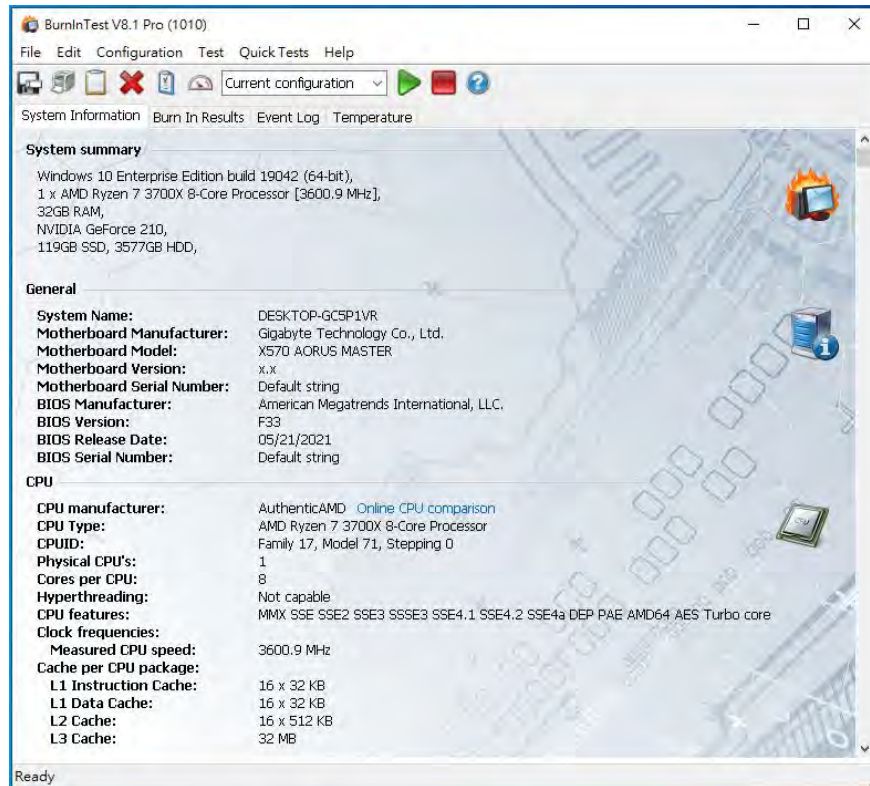 BurnInTest V8.1 Pro (1010)
File Edit Configuration Test Quick Tests Help
Current configuration
System Information Burn In Results Event Log Temperature
System summary
Windows 10 Enterprise Edition build 19042 (64-bit),
1 x AMD Ryzen 7 3700X 8-Core Processor [3600.9 MHz],
32GB RAM,
NVIDIA GeForce 210,
119GB SSD, 3577GB HDD,
General
System Name: DESKTOP-GC5P1VR
Motherboard Manufacturer: Gigabyte Technology Co., Ltd.
Motherboard Model: X570 AORUS MASTER
Motherboard Version: x.x
Motherboard Serial Number: Default string
BIOS Manufacturer: American Megatrends International, LLC.
BIOS Version: F33
BIOS Release Date: 05/21/2021
BIOS Serial Number: Default string
CPU
CPU manufacturer: AuthenticAMD Online CPU comparison
CPU Type: AMD Ryzen 7 3700X 8-Core Processor
CPUID: Family 17, Model 71, Stepping 0
Physical CPU's: 1
Cores per CPU: 8
Hyperthreading: Not capable
CPU features: MMX SSE SSE2 SSE3 SSSE3 SSE4.1 SSE4.2 SSE4a DEP PAE AMD64 AES Turbo core
Clock frequencies:
Measured CPU speed: 3600.9 MHz
Cache per CPU package:
L1 Instruction Cache: 16 x 32 KB
L1 Data Cache: 16 x 32 KB
L2 Cache: 16 x 512 KB
L3 Cache: 32 MB
Ready